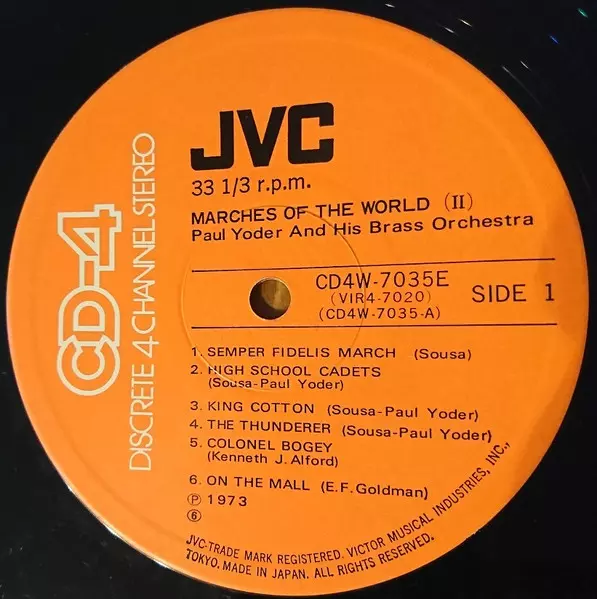 JVC
33 1/3 r.p.m.
MARCHES OF THE WORLD (II)
Paul Yoder And His Brass Orchestra
CD4W-7035E
(VIR4-7020)
(CD4W-7035-A)
SIDE 1
CD-4
DISCRETE 4 CHANNEL STEREO
1. SEMPER FIDELIS MARCH (Sousa)
2. HIGH SCHOOL CADETS
(Sousa-Paul Yoder)
3. KING COTTON (Sousa-Paul Yoder)
4. THE THUNDERER (Sousa-Paul Yoder)
5. COLONEL BOGEY
(Kenneth J. Alford)
6. ON THE MALL (E.F. Goldman)
Ⓟ 1973
⑥
JVC-TRADE MARK REGISTERED. VICTOR MUSICAL INDUSTRIES, INC.,
TOKYO. MADE IN JAPAN. ALL RIGHTS RESERVED.